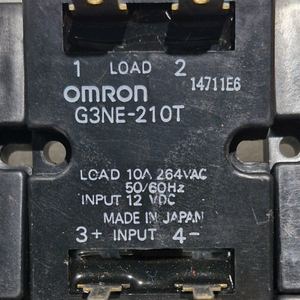 1 LOAD 2
14711E6
OMRON
G3NE-210T
LOAD 10A 264VAC
50/60Hz
INPUT 12 VDC
MADE IN JAPAN
3+ INPUT 4-